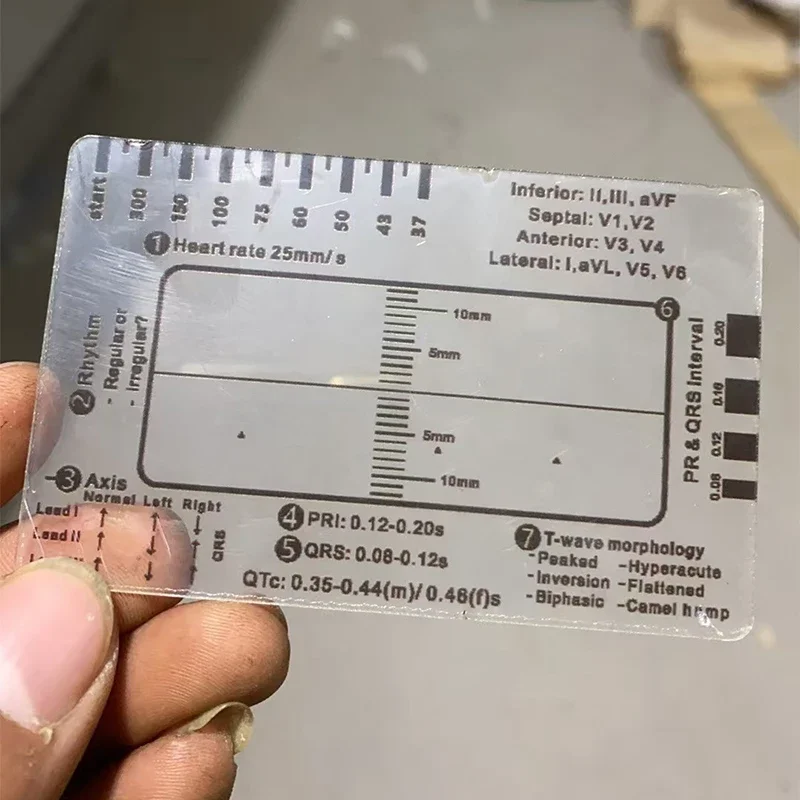 start 300 150 100 75 60 50 43 37
1 Heart rate 25mm/s
Inferior: II,III, aVF
Septal: V1,V2
Anterior: V3, V4
Lateral: I,aVL, V5, V6
2 Rhythm
- Regular or
- Irregular?
10mm
5mm
5mm
10mm
6
PR & QRS Interval
0.20
0.16
0.12
0.08
3 Axis
Normal Left Right
Lead I ↑ ↑ ↓
Lead II ↑ ↓ ↑
↑ ↓ ↑
QRS
4 PRI: 0.12-0.20s
5 QRS: 0.08-0.12s
QTc: 0.35-0.44(m)/ 0.46(f)s
7 T-wave morphology
-Peaked -Hyperacute
-Inversion -Flattened
-Biphasic -Camel hump